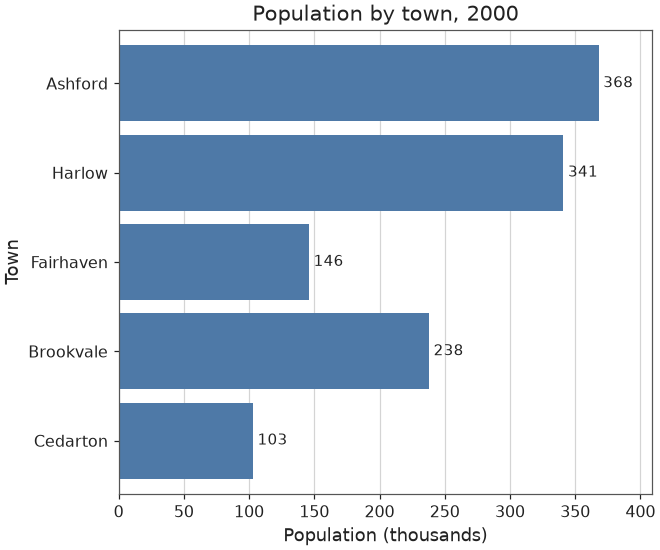 Population by town, 2000
Town
Ashford 368
Harlow 341
Fairhaven 146
Brookvale 238
Cedarton 103
0 50 100 150 200 250 300 350 400
Population (thousands)